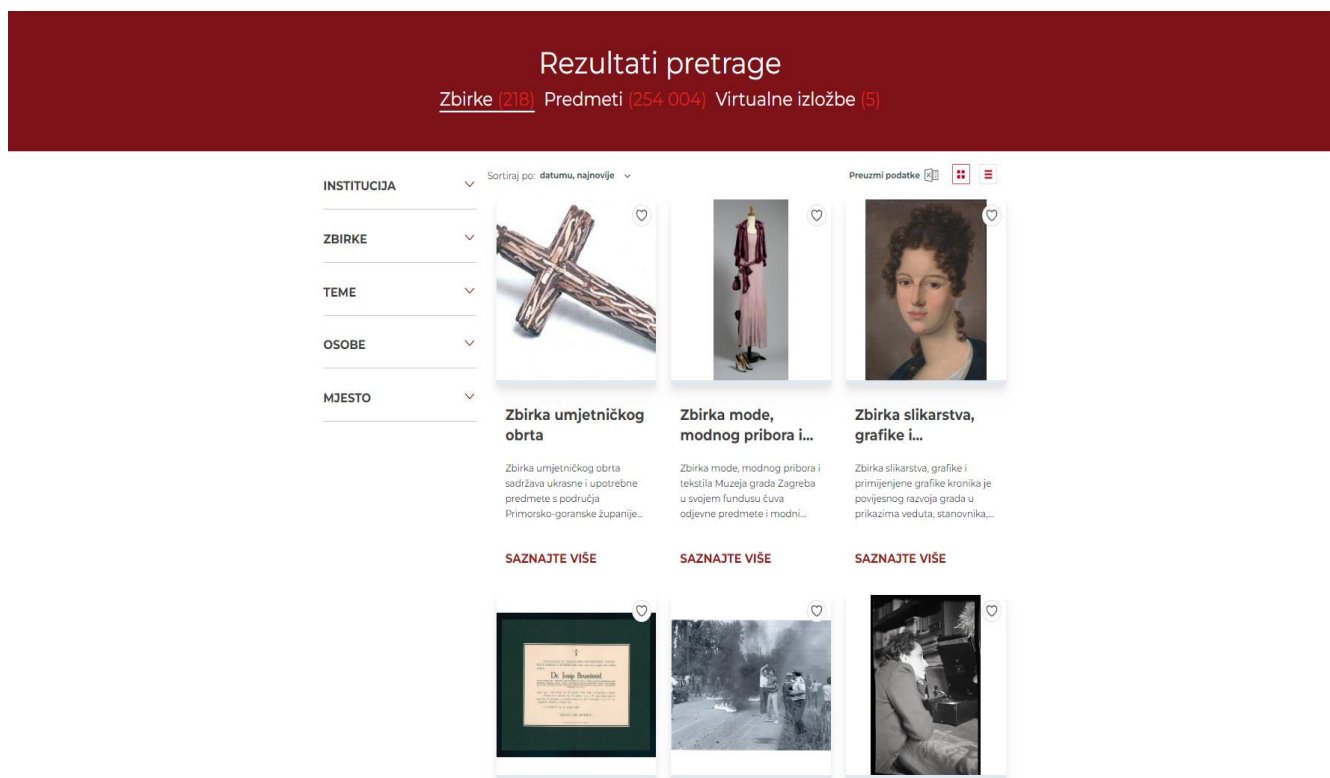 Rezultati pretrage
Zbirke (218) Predmeti (254 004) Virtualne izložbe (5)
INSTITUCIJA
ZBIRKE
TEME
OSOBE
MJESTO
Sortiraj po: datumu, najnovije
Preuzmi podatke
Zbirka umjetničkog
obrta
Zbirka umjetničkog obrta
sadržava ukrasne i upotrebne
predmete s područja
Primorsko-goranske županije...
SAZNAJTE VIŠE
Zbirka mode,
modnog pribora i...
Zbirka mode, modnog pribora i
tekstila Muzeja grada Zagreba
u svojem fundusu čuva
odjevne predmete i modni...
SAZNAJTE VIŠE
Zbirka slikarstva,
grafike i...
Zbirka slikarstva, grafike i
primijenjene grafike kronika je
povijesnog razvoja grada u
prikazima veduta, stanovnika,...
SAZNAJTE VIŠE
Dr. Josip Brunšmid